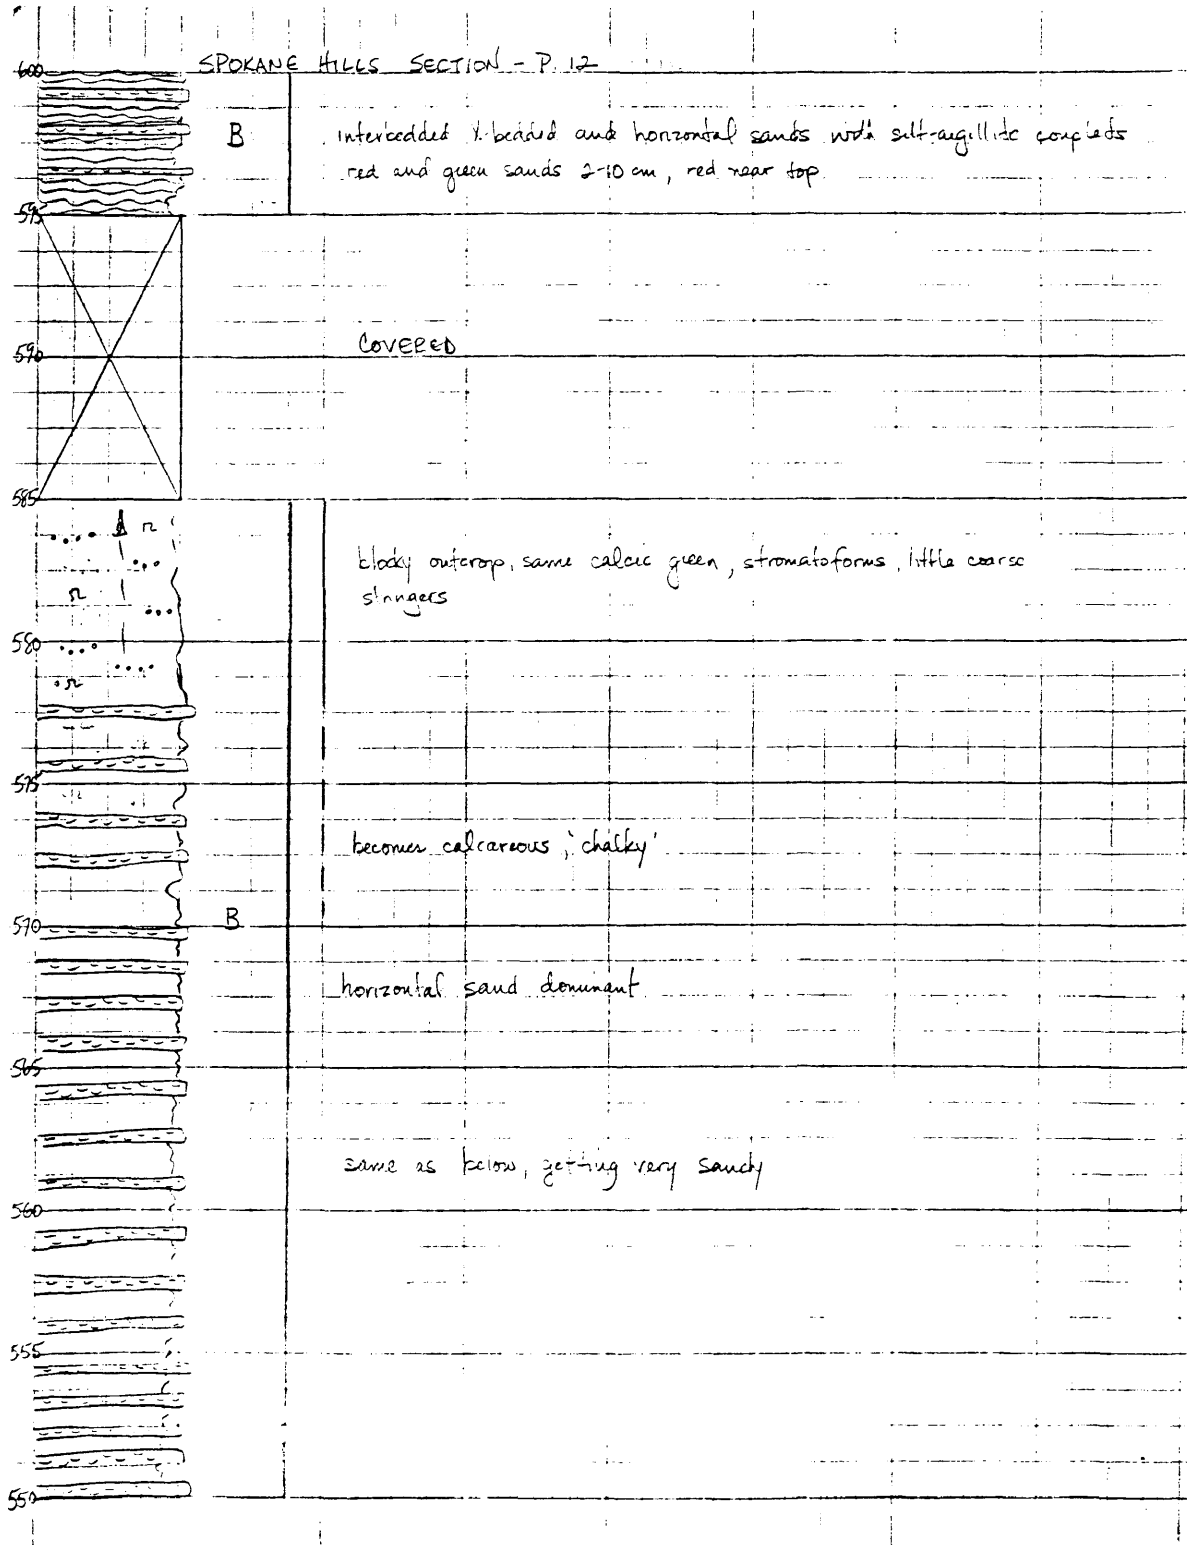 SPOKANE HILLS SECTION - P. 12
600
B
interbedded X-bedded and horizontal sands with silt-argillite couplets
red and green sands 2-10 cm, red near top
595
590
COVERED
585
blocky outcrop, same calcic green, stromatoforms, little coarse
stringers
580
575
becomes calcareous, 'chalky'
570
B
horizontal sand dominant
565
same as below, getting very sandy
560
555
550